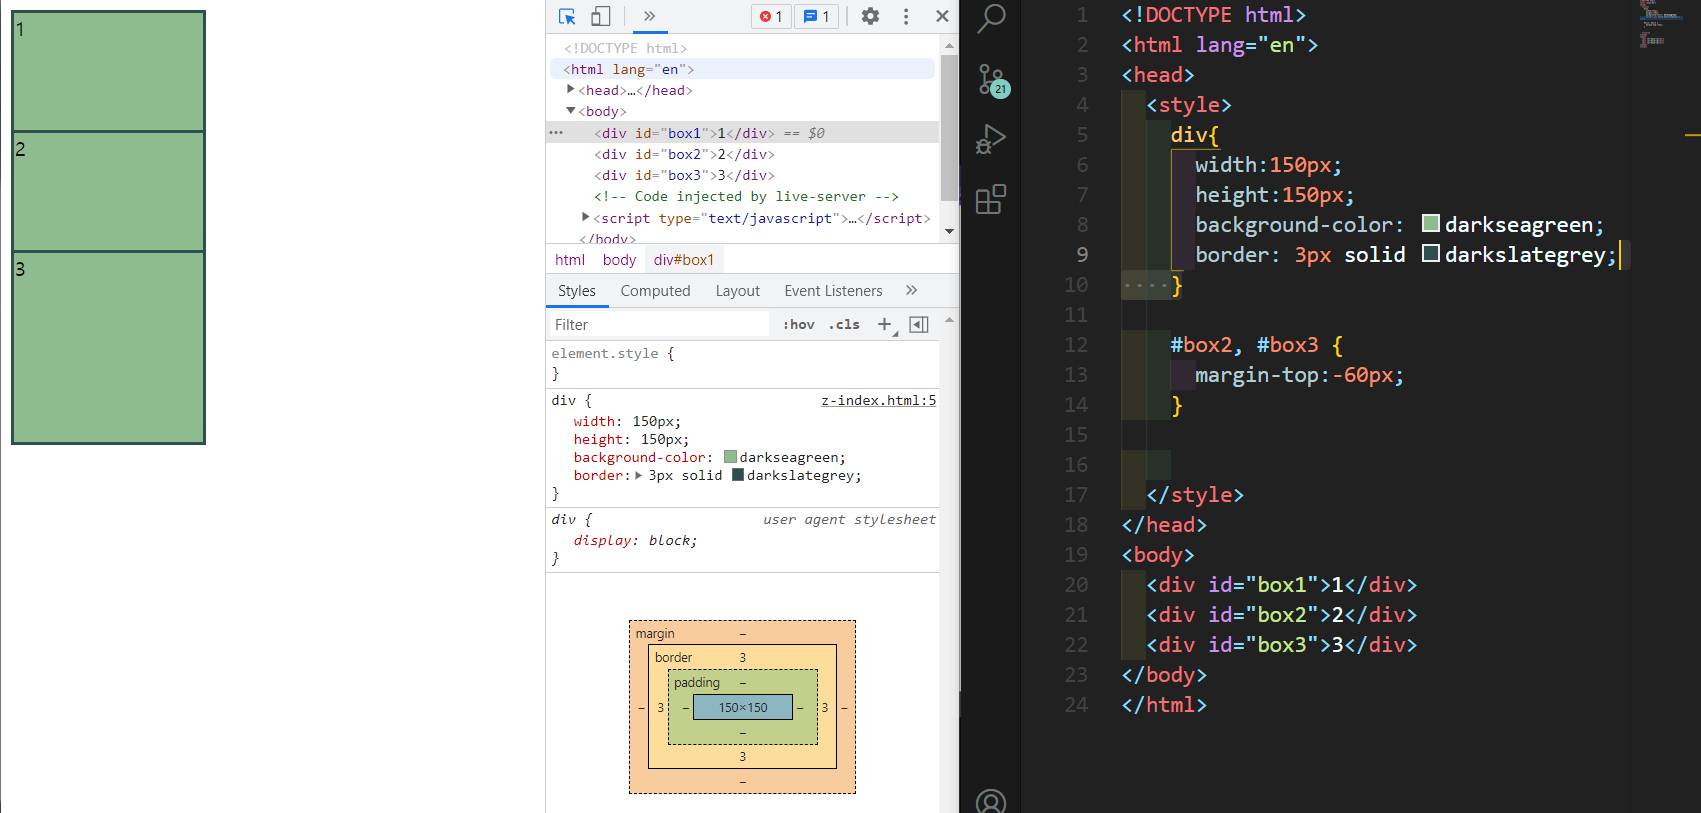 1
2
3
1
1
<!DOCTYPE html>
<html lang="en">
<head>…</head>
<body>
<div id="box1">1</div> == $0
<div id="box2">2</div>
<div id="box3">3</div>
<!-- Code injected by live-server -->
<script type="text/javascript">…</script>
</body>
html body div#box1
Styles Computed Layout Event Listeners
Filter :hov .cls
element.style {
}
div { z-index.html:5
width: 150px;
height: 150px;
background-color: darkseagreen;
border: 3px solid darkslategrey;
}
div { user agent stylesheet
display: block;
}
margin –
border 3
padding –
– 3 – 150×150 – 3 –
–
3
–
21
1 <!DOCTYPE html>
2 <html lang="en">
3 <head>
4 <style>
5 div{
6 width:150px;
7 height:150px;
8 background-color: darkseagreen;
9 border: 3px solid darkslategrey;
10 ····}
11
12 #box2, #box3 {
13 margin-top:-60px;
14 }
15
16
17 </style>
18 </head>
19 <body>
20 <div id="box1">1</div>
21 <div id="box2">2</div>
22 <div id="box3">3</div>
23 </body>
24 </html>